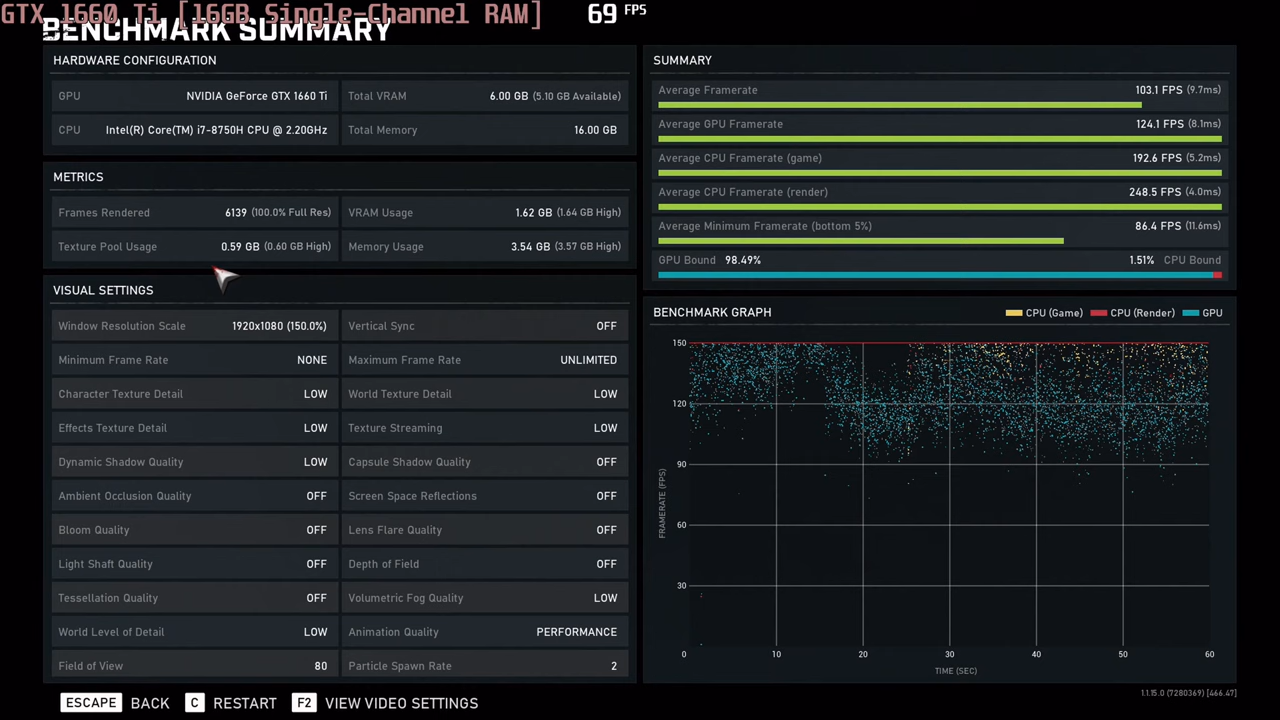 GTX 1660 Ti [16GB Single-Channel RAM] 69 FPS
BENCHMARK SUMMARY
HARDWARE CONFIGURATION
GPU NVIDIA GeForce GTX 1660 Ti
Total VRAM 6.00 GB (5.10 GB Available)
CPU Intel(R) Core(TM) i7-8750H CPU @ 2.20GHz
Total Memory 16.00 GB
METRICS
Frames Rendered 6139 (100.0% Full Res)
VRAM Usage 1.62 GB (1.64 GB High)
Texture Pool Usage 0.59 GB (0.60 GB High)
Memory Usage 3.54 GB (3.57 GB High)
VISUAL SETTINGS
Window Resolution Scale 1920x1080 (150.0%)
Vertical Sync OFF
Minimum Frame Rate NONE
Maximum Frame Rate UNLIMITED
Character Texture Detail LOW
World Texture Detail LOW
Effects Texture Detail LOW
Texture Streaming LOW
Dynamic Shadow Quality LOW
Capsule Shadow Quality OFF
Ambient Occlusion Quality OFF
Screen Space Reflections OFF
Bloom Quality OFF
Lens Flare Quality OFF
Light Shaft Quality OFF
Depth of Field OFF
Tessellation Quality OFF
Volumetric Fog Quality LOW
World Level of Detail LOW
Animation Quality PERFORMANCE
Field of View 80
Particle Spawn Rate 2
SUMMARY
Average Framerate 103.1 FPS (9.7ms)
Average GPU Framerate 124.1 FPS (8.1ms)
Average CPU Framerate (game) 192.6 FPS (5.2ms)
Average CPU Framerate (render) 248.5 FPS (4.0ms)
Average Minimum Framerate (bottom 5%) 86.4 FPS (11.6ms)
GPU Bound 98.49% 1.51% CPU Bound
BENCHMARK GRAPH
CPU (Game) CPU (Render) GPU
150
120
90
60
30
FRAMERATE (FPS)
0 10 20 30 40 50 60
TIME (SEC)
1.1.15.0 (7280369) [466.47]
ESCAPE BACK C RESTART F2 VIEW VIDEO SETTINGS